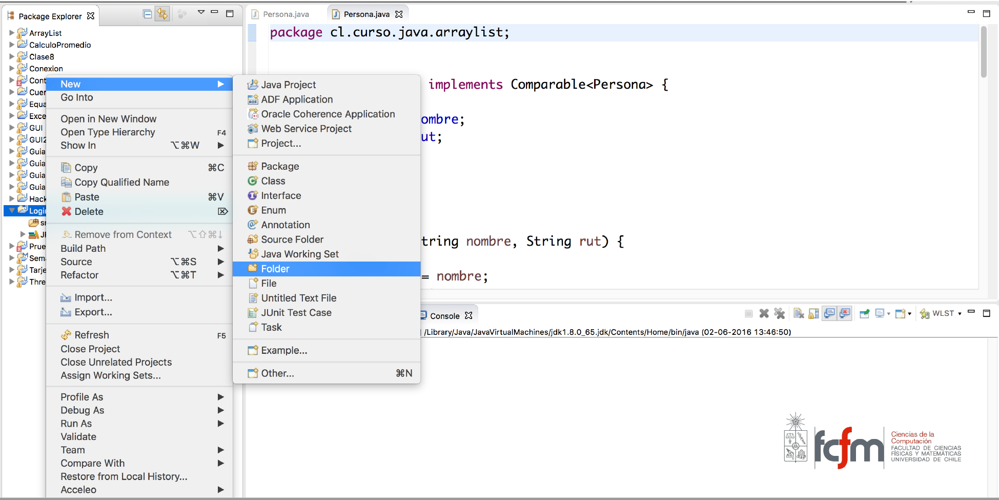 Package Explorer
ArrayList
CalculoPromedio
Clase8
Conexion
Cont
Cuer
Equa
Exce
GUI
GUI2
Guia
Guia
Guia
Guia
Hack
Logi
sr
JR
Prue
Sema
Tarje
Thre
New
Go Into
Open in New Window
Open Type Hierarchy F4
Show In ⌥⌘W
Copy ⌘C
Copy Qualified Name
Paste ⌘V
Delete ⌦
Remove from Context ⌥⇧⌘↓
Build Path
Source ⌥⌘S
Refactor ⌥⌘T
Import...
Export...
Refresh F5
Close Project
Close Unrelated Projects
Assign Working Sets...
Profile As
Debug As
Run As
Validate
Team
Compare With
Restore from Local History...
Acceleo
Java Project
ADF Application
Oracle Coherence Application
Web Service Project
Project...
Package
Class
Interface
Enum
Annotation
Source Folder
Java Working Set
Folder
File
Untitled Text File
JUnit Test Case
Task
Example...
Other... ⌘N
Persona.java
Persona.java
package cl.curso.java.arraylist;
implements Comparable<Persona> {
ombre;
ut;
tring nombre, String rut) {
= nombre;
Console
WLST
/Library/Java/JavaVirtualMachines/jdk1.8.0_65.jdk/Contents/Home/bin/java (02-06-2016 13:46:50)
fcfm
Ciencias de la
Computación
FACULTAD DE CIENCIAS
FÍSICAS Y MATEMÁTICAS
UNIVERSIDAD DE CHILE